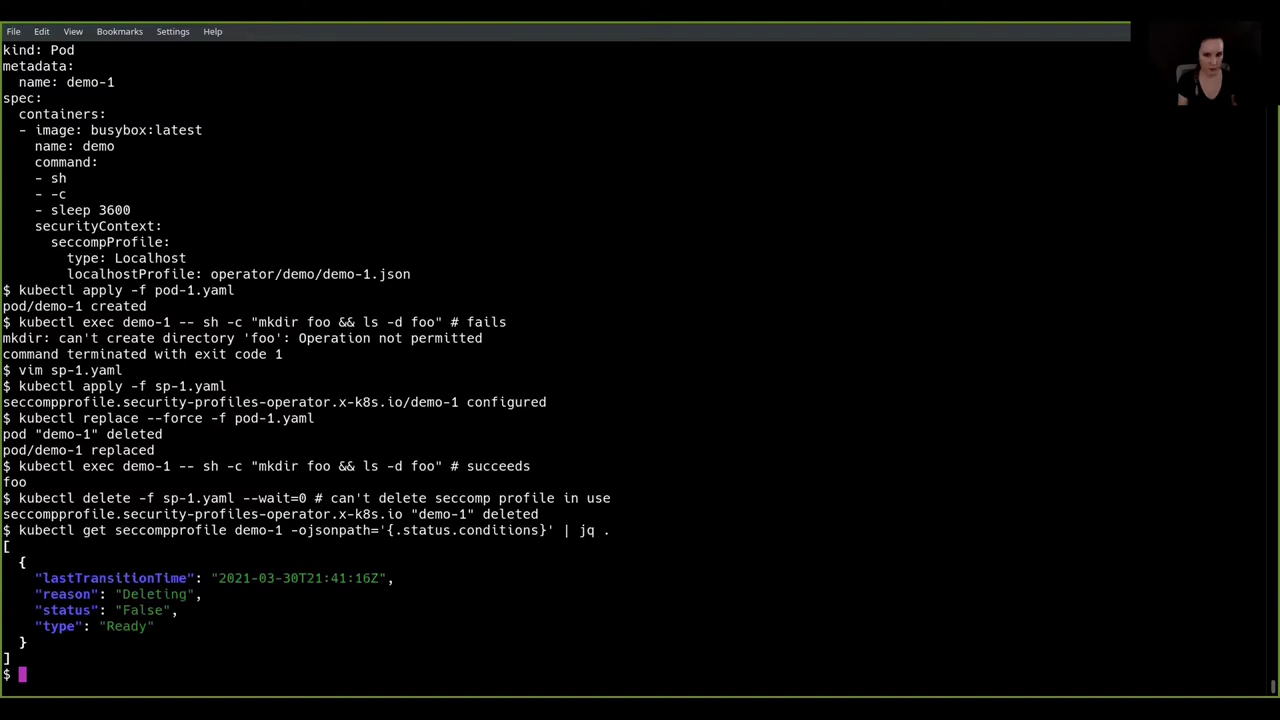 File Edit View Bookmarks Settings Help
kind: Pod
metadata:
  name: demo-1
spec:
  containers:
  - image: busybox:latest
    name: demo
    command:
    - sh
    - -c
    - sleep 3600
    securityContext:
      seccompProfile:
        type: Localhost
        localhostProfile: operator/demo/demo-1.json
$ kubectl apply -f pod-1.yaml
pod/demo-1 created
$ kubectl exec demo-1 -- sh -c "mkdir foo && ls -d foo" # fails
mkdir: can't create directory 'foo': Operation not permitted
command terminated with exit code 1
$ vim sp-1.yaml
$ kubectl apply -f sp-1.yaml
seccompprofile.security-profiles-operator.x-k8s.io/demo-1 configured
$ kubectl replace --force -f pod-1.yaml
pod "demo-1" deleted
pod/demo-1 replaced
$ kubectl exec demo-1 -- sh -c "mkdir foo && ls -d foo" # succeeds
foo
$ kubectl delete -f sp-1.yaml --wait=0 # can't delete seccomp profile in use
seccompprofile.security-profiles-operator.x-k8s.io "demo-1" deleted
$ kubectl get seccompprofile demo-1 -ojsonpath='{.status.conditions}' | jq .
[
  {
    "lastTransitionTime": "2021-03-30T21:41:16Z",
    "reason": "Deleting",
    "status": "False",
    "type": "Ready"
  }
]
$